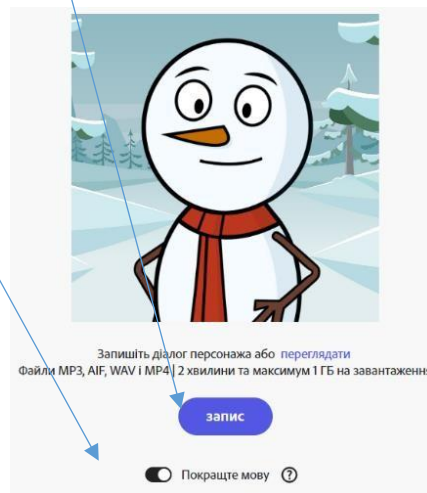 Запишіть діалог персонажа або переглядати
Файли MP3, AIF, WAV і MP4 | 2 хвилини та максимум 1 ГБ на завантаження
запис
Покращте мову ?